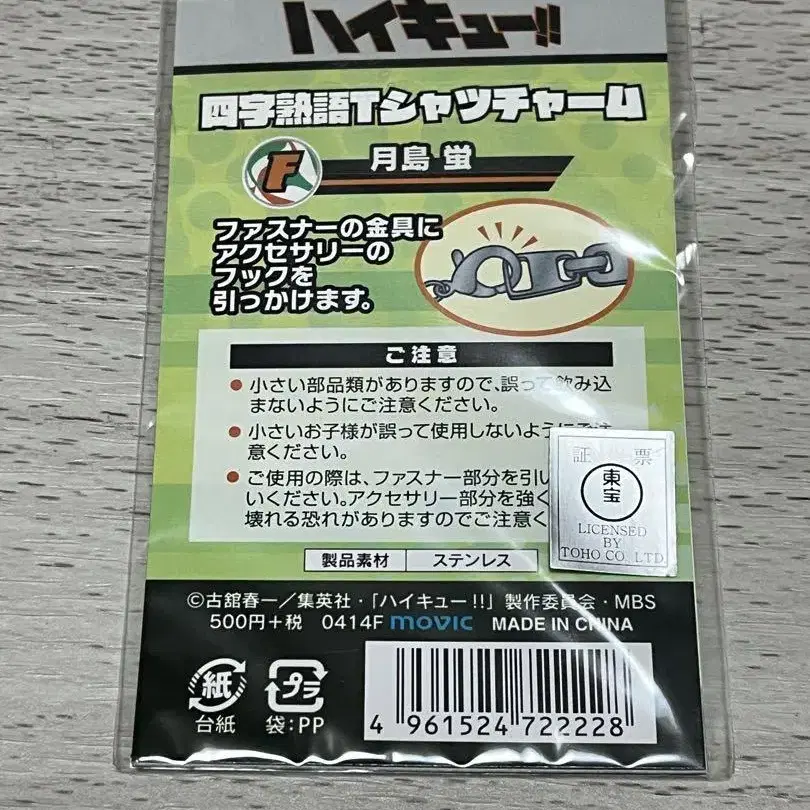 ハイキュー!!
四字熟語Tシャツチャーム
F
月島 蛍
ファスナーの金具に
アクセサリーの
フックを
引っかけます。
ご注意
● 小さい部品類がありますので、誤って飲み込
まないようにご注意ください。
● 小さいお子様が誤って使用しないようにご注
意ください。
● ご使用の際は、ファスナー部分を引い
いください。アクセサリー部分を強く
壊れる恐れがありますのでご注意く
証 票
東宝
LICENSED
BY
TOHO CO. LTD.
製品素材 ステンレス
©古舘春一／集英社・「ハイキュー!!」製作委員会・MBS
500円+税 0414F movic MADE IN CHINA
紙
台紙
プラ
袋:PP
4 961524 722228